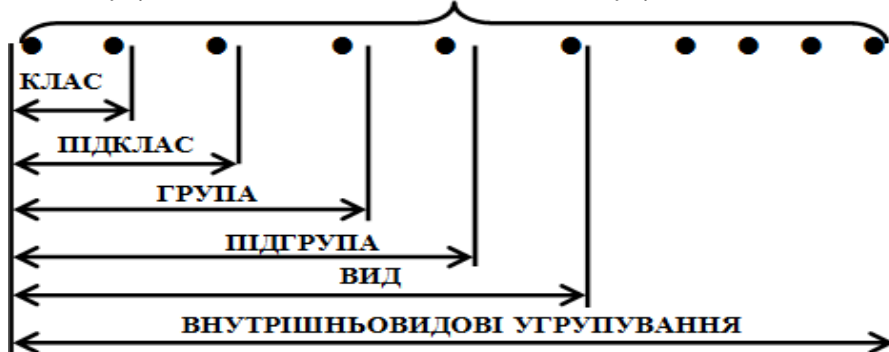 КЛАС
ПІДКЛАС
ГРУПА
ПІДГРУПА
ВИД
ВНУТРІШНЬОВИДОВІ УГРУПУВАННЯ